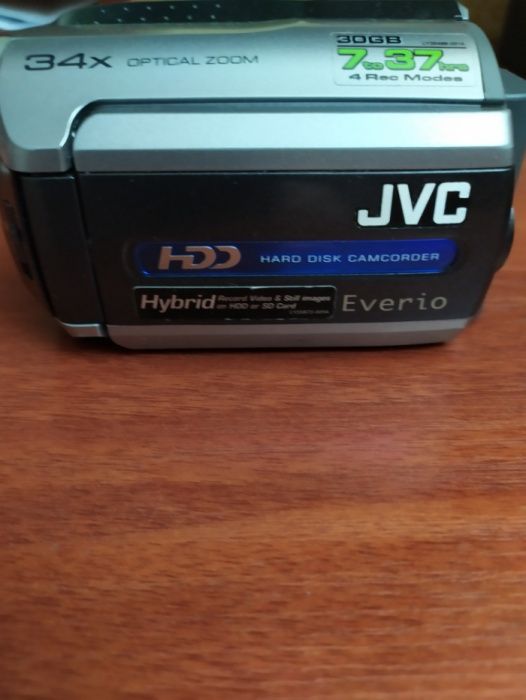 34X OPTICAL ZOOM
30GB
7 to 37 hrs
4 Rec Modes
JVC
HDD HARD DISK CAMCORDER
Hybrid Record Video & Still images
on HDD or SD Card
Everio